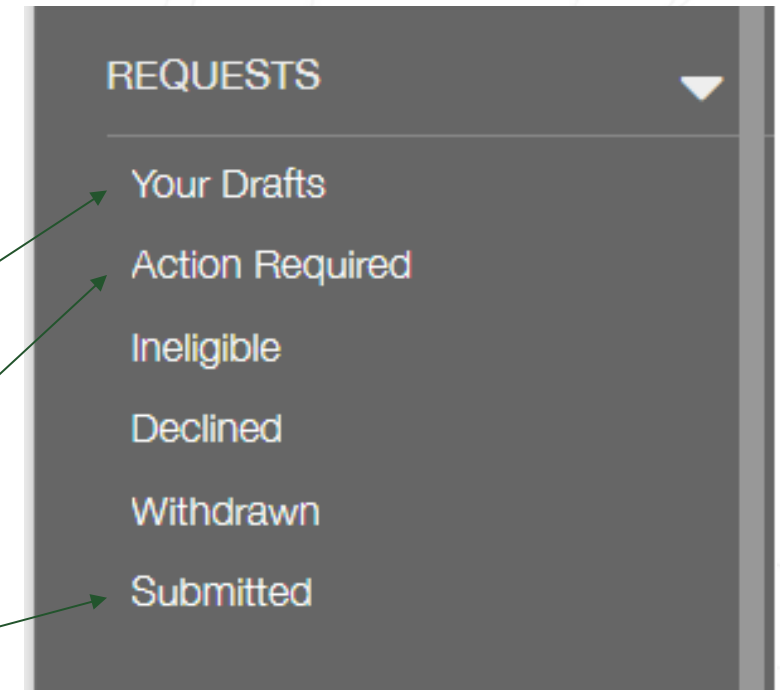 REQUESTS
Your Drafts
Action Required
Ineligible
Declined
Withdrawn
Submitted